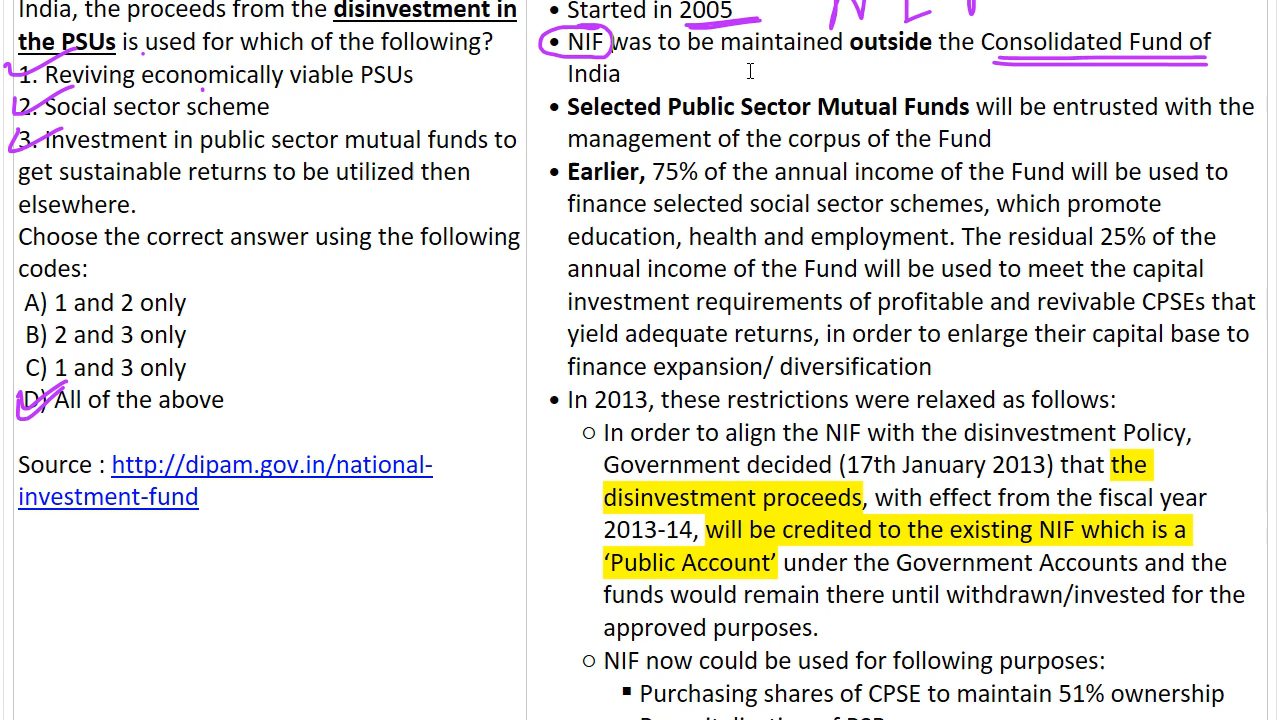 India, the proceeds from the disinvestment in
the PSUs is used for which of the following?
1. Reviving economically viable PSUs
2. Social sector scheme
3. Investment in public sector mutual funds to
get sustainable returns to be utilized then
elsewhere.
Choose the correct answer using the following
codes:
A) 1 and 2 only
B) 2 and 3 only
C) 1 and 3 only
D) All of the above
Source : http://dipam.gov.in/national-
investment-fund
• Started in 2005
• NIF was to be maintained outside the Consolidated Fund of
India
• Selected Public Sector Mutual Funds will be entrusted with the
management of the corpus of the Fund
• Earlier, 75% of the annual income of the Fund will be used to
finance selected social sector schemes, which promote
education, health and employment. The residual 25% of the
annual income of the Fund will be used to meet the capital
investment requirements of profitable and revivable CPSEs that
yield adequate returns, in order to enlarge their capital base to
finance expansion/ diversification
• In 2013, these restrictions were relaxed as follows:
○ In order to align the NIF with the disinvestment Policy,
Government decided (17th January 2013) that the
disinvestment proceeds, with effect from the fiscal year
2013-14, will be credited to the existing NIF which is a
‘Public Account’ under the Government Accounts and the
funds would remain there until withdrawn/invested for the
approved purposes.
○ NIF now could be used for following purposes:
▪ Purchasing shares of CPSE to maintain 51% ownership